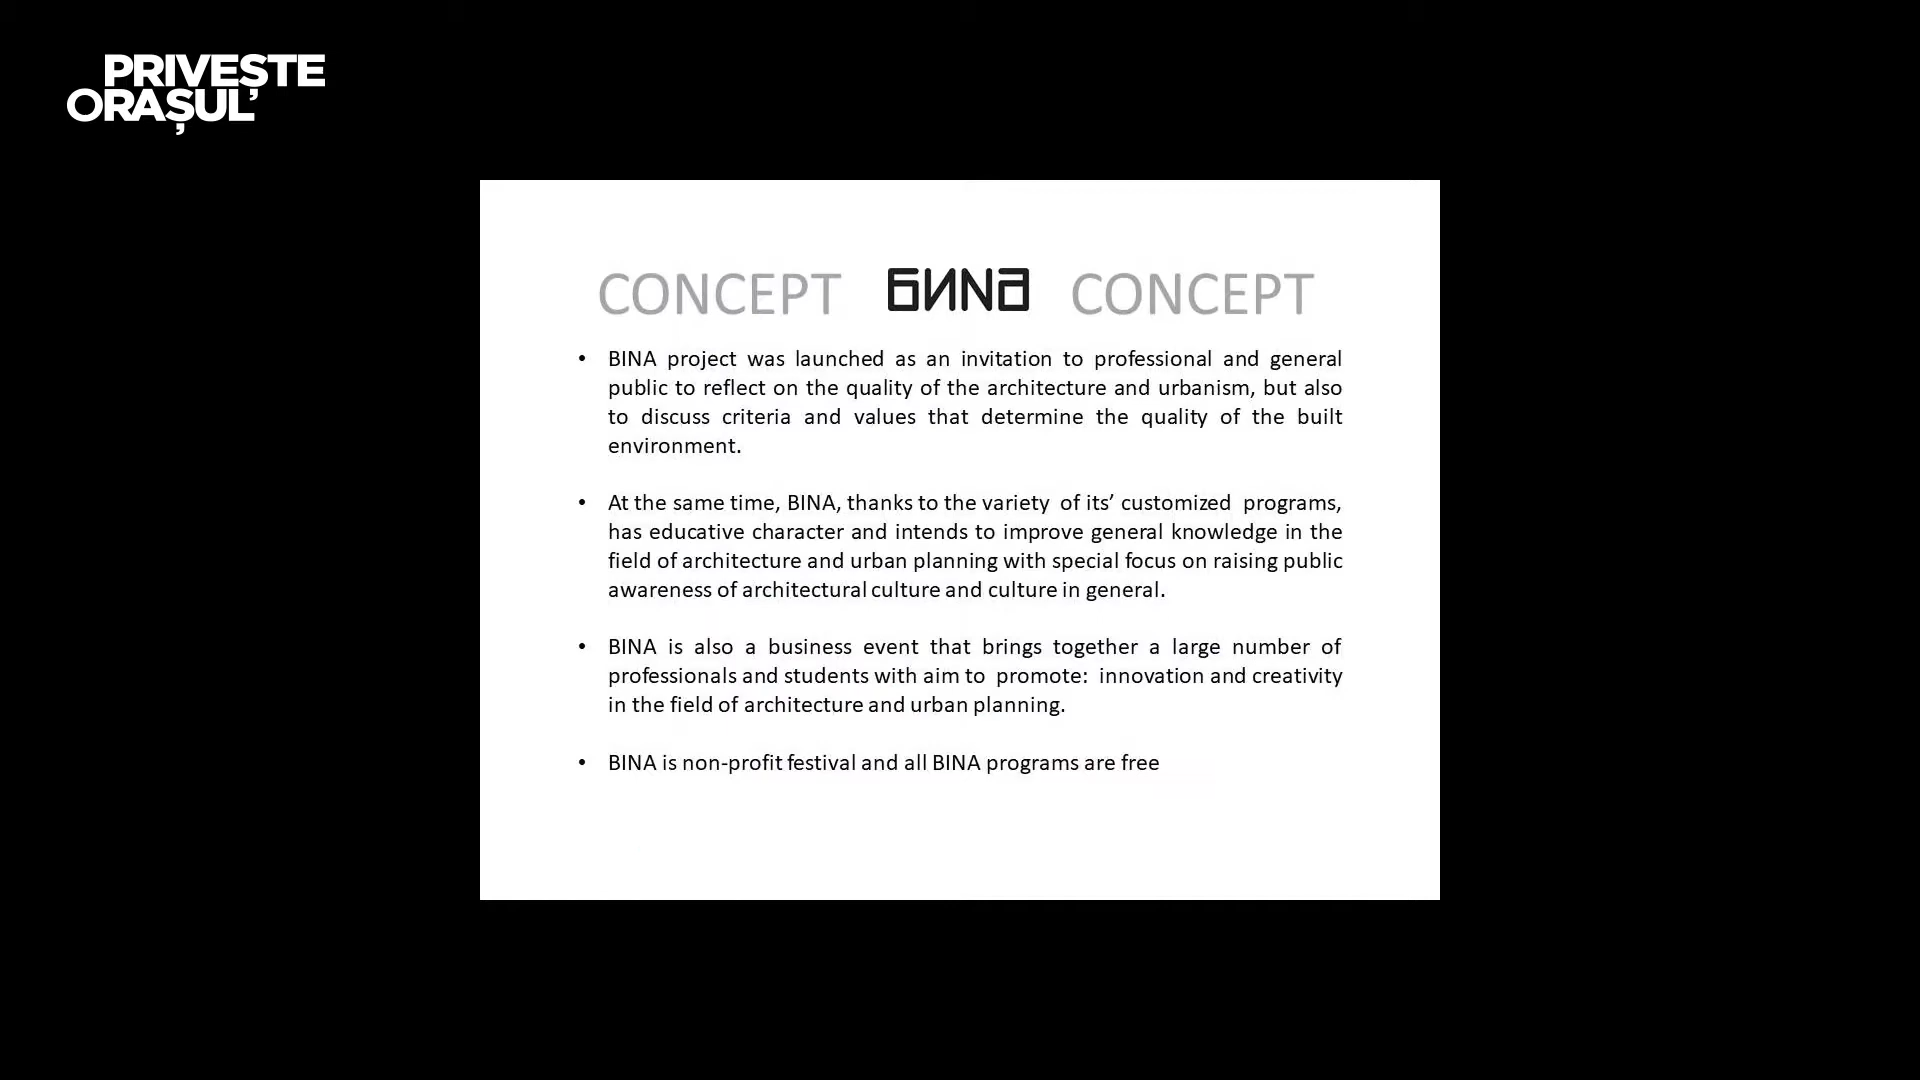 PRIVEȘTE
ORAȘUL
CONCEPT БИNA CONCEPT
• BINA project was launched as an invitation to professional and general
public to reflect on the quality of the architecture and urbanism, but also
to discuss criteria and values that determine the quality of the built
environment.
• At the same time, BINA, thanks to the variety of its’ customized programs,
has educative character and intends to improve general knowledge in the
field of architecture and urban planning with special focus on raising public
awareness of architectural culture and culture in general.
• BINA is also a business event that brings together a large number of
professionals and students with aim to promote: innovation and creativity
in the field of architecture and urban planning.
• BINA is non-profit festival and all BINA programs are free